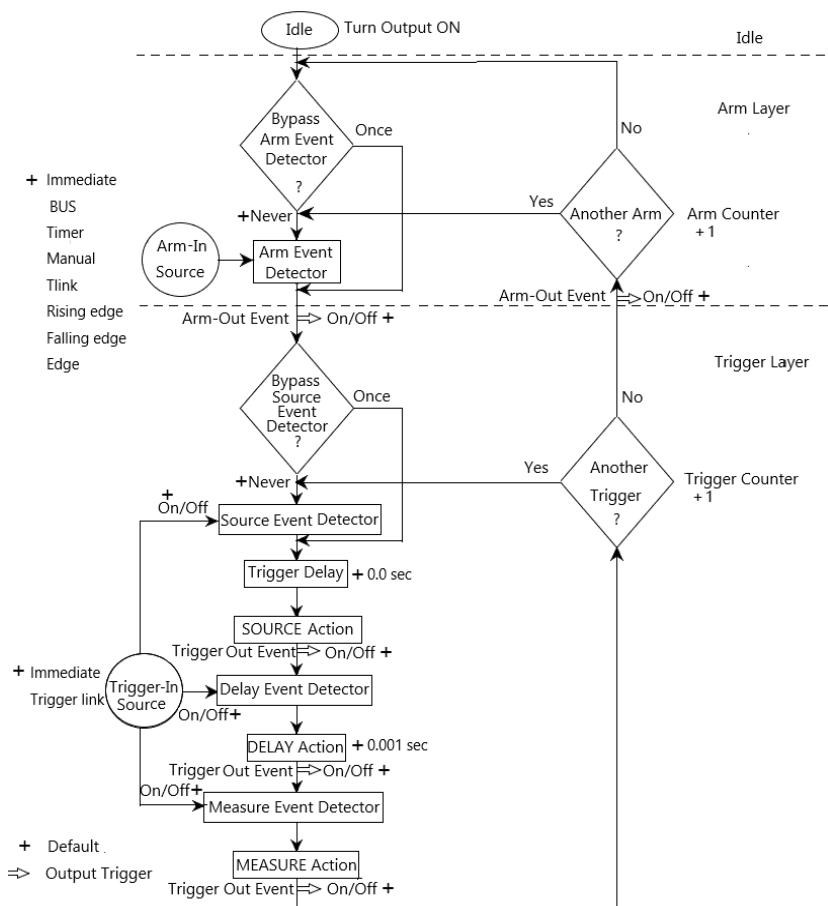 Idle
Turn Output ON
Idle
Arm Layer
Bypass
Arm Event
Detector
?
Once
No
+ Immediate
BUS
Timer
Manual
Tlink
Rising edge
Falling edge
Edge
+Never
Yes
Another Arm
?
Arm Counter
+1
Arm-In
Source
Arm Event
Detector
Arm-Out Event
On/Off +
Arm-Out Event
On/Off +
Trigger Layer
Bypass
Source
Event
Detector
?
Once
No
+Never
Yes
Another
Trigger
?
Trigger Counter
+1
+
On/Off
Source Event Detector
Trigger Delay
+ 0.0 sec
SOURCE Action
Trigger Out Event
On/Off +
+ Immediate
Trigger link
Trigger-In
Source
On/Off+
Delay Event Detector
DELAY Action
+ 0.001 sec
Trigger Out Event
On/Off +
On/Off+
Measure Event Detector
MEASURE Action
Trigger Out Event
On/Off +
+ Default
Output Trigger